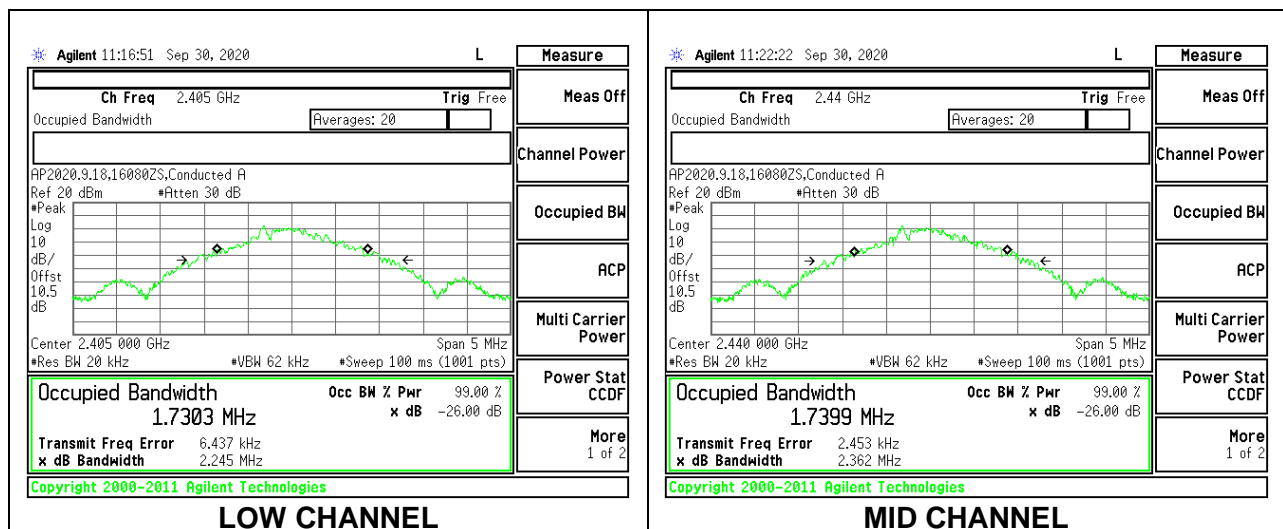 Agilent 11:16:51 Sep 30, 2020 L
Measure
Ch Freq 2.405 GHz Trig Free
Occupied Bandwidth Averages: 20
AP2020.9.18,16080ZS,Conducted A
Ref 20 dBm #Atten 30 dB
#Peak
Log
10
dB/
Offst
10.5
dB
Center 2.405 000 GHz Span 5 MHz
#Res BW 20 kHz #VBW 62 kHz #Sweep 100 ms (1001 pts)
Occupied Bandwidth Occ BW % Pwr 99.00 %
1.7303 MHz x dB -26.00 dB
Transmit Freq Error 6.437 kHz
x dB Bandwidth 2.245 MHz
Copyright 2000-2011 Agilent Technologies
Meas Off
Channel Power
Occupied BW
ACP
Multi Carrier
Power
Power Stat
CCDF
More
1 of 2
LOW CHANNEL
Agilent 11:22:22 Sep 30, 2020 L
Measure
Ch Freq 2.44 GHz Trig Free
Occupied Bandwidth Averages: 20
AP2020.9.18,16080ZS,Conducted A
Ref 20 dBm #Atten 30 dB
#Peak
Log
10
dB/
Offst
10.5
dB
Center 2.440 000 GHz Span 5 MHz
#Res BW 20 kHz #VBW 62 kHz #Sweep 100 ms (1001 pts)
Occupied Bandwidth Occ BW % Pwr 99.00 %
1.7399 MHz x dB -26.00 dB
Transmit Freq Error 2.453 kHz
x dB Bandwidth 2.362 MHz
Copyright 2000-2011 Agilent Technologies
Meas Off
Channel Power
Occupied BW
ACP
Multi Carrier
Power
Power Stat
CCDF
More
1 of 2
MID CHANNEL